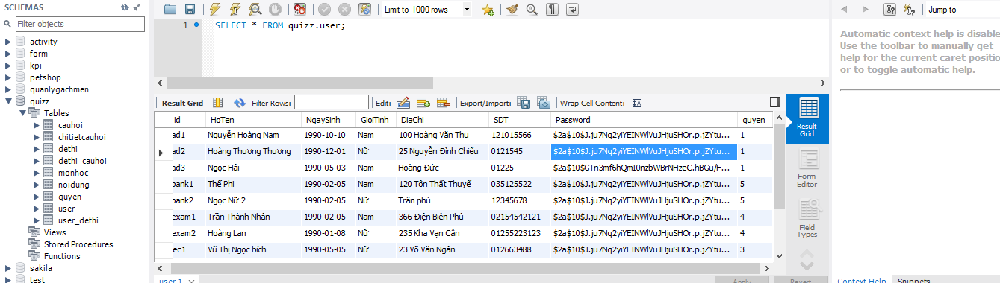 SCHEMAS
Filter objects
activity
form
kpi
petshop
quanlygachmen
quizz
Tables
cauhoi
chitietcauhoi
dethi
dethi_cauhoi
monhoc
noidung
quyen
user
user_dethi
Views
Stored Procedures
Functions
sakila
test
Limit to 1000 rows
1 SELECT * FROM quizz.user;
Result Grid Filter Rows: Edit: Export/Import: Wrap Cell Content:
id HoTen NgaySinh GioiTinh DiaChi SDT Password quyen
ad1 Nguyễn Hoàng Nam 1990-10-10 Nam 100 Hoàng Văn Thụ 121015566 $2a$10$J.ju7Nq2yiYEINWlVuJHjuSHOr.p.jZYtu... 1
ad2 Hoàng Thương Thương 1990-12-01 Nữ 25 Nguyễn Đình Chiểu 0121545 $2a$10$J.ju7Nq2yiYEINWlVuJHjuSHOr.p.jZYtu... 1
ad3 Ngọc Hải 1990-05-03 Nam Hoàng Đức 01225 $2a$10$GTn3mf6hQmI0nzbWBrNHzeC.hBGu/F... 1
bank1 Thế Phi 1990-02-05 Nam 120 Tôn Thất Thuyế 035125522 $2a$10$J.ju7Nq2yiYEINWlVuJHjuSHOr.p.jZYtu... 5
bank2 Ngọc Nữ 2 1990-02-05 Nữ Trần phú 12345678 $2a$10$J.ju7Nq2yiYEINWlVuJHjuSHOr.p.jZYtu... 5
exam1 Trần Thành Nhân 1990-02-05 Nam 366 Điện Biên Phủ 02154542121 $2a$10$J.ju7Nq2yiYEINWlVuJHjuSHOr.p.jZYtu... 4
exam2 Hoàng Lan 1990-01-08 Nữ 235 Kha Vạn Cân 01255223123 $2a$10$J.ju7Nq2yiYEINWlVuJHjuSHOr.p.jZYtu... 4
ec1 Vũ Thị Ngọc bích 1990-05-05 Nữ 23 Võ Văn Ngân 012663488 $2a$10$J.ju7Nq2yiYEINWlVuJHjuSHOr.p.jZYtu... 3
user 1
Apply Revert
Result
Grid
Form
Editor
Field
Types
Jump to
Automatic context help is disable
Use the toolbar to manually get
help for the current caret positio
or to toggle automatic help.
Context Help Snippets